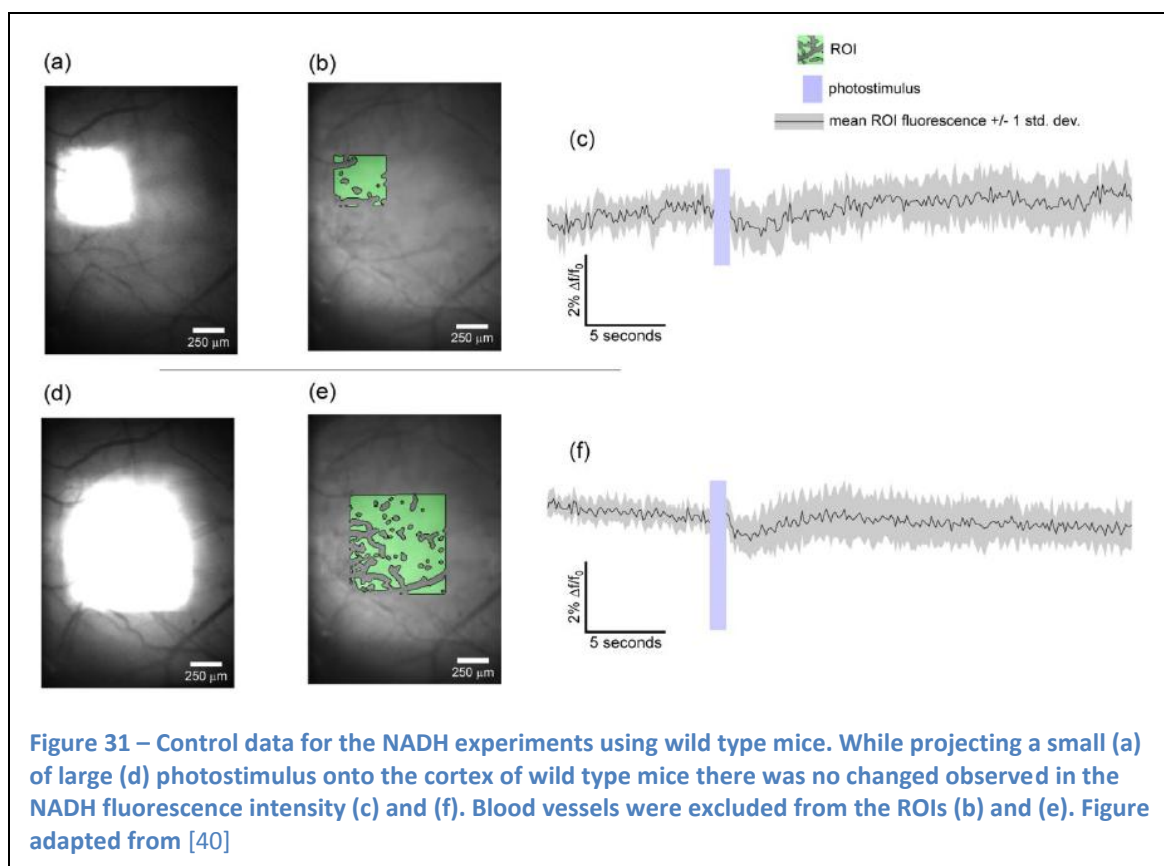 (a)
(b)
ROI
photostimulus
mean ROI fluorescence +/- 1 std. dev.
(c)
2% Δf/f₀
5 seconds
250 µm
250 µm
(d)
(e)
(f)
2% Δf/f₀
5 seconds
250 µm
250 µm
Figure 31 – Control data for the NADH experiments using wild type mice. While projecting a small (a)
of large (d) photostimulus onto the cortex of wild type mice there was no changed observed in the
NADH fluorescence intensity (c) and (f). Blood vessels were excluded from the ROIs (b) and (e). Figure
adapted from [40]